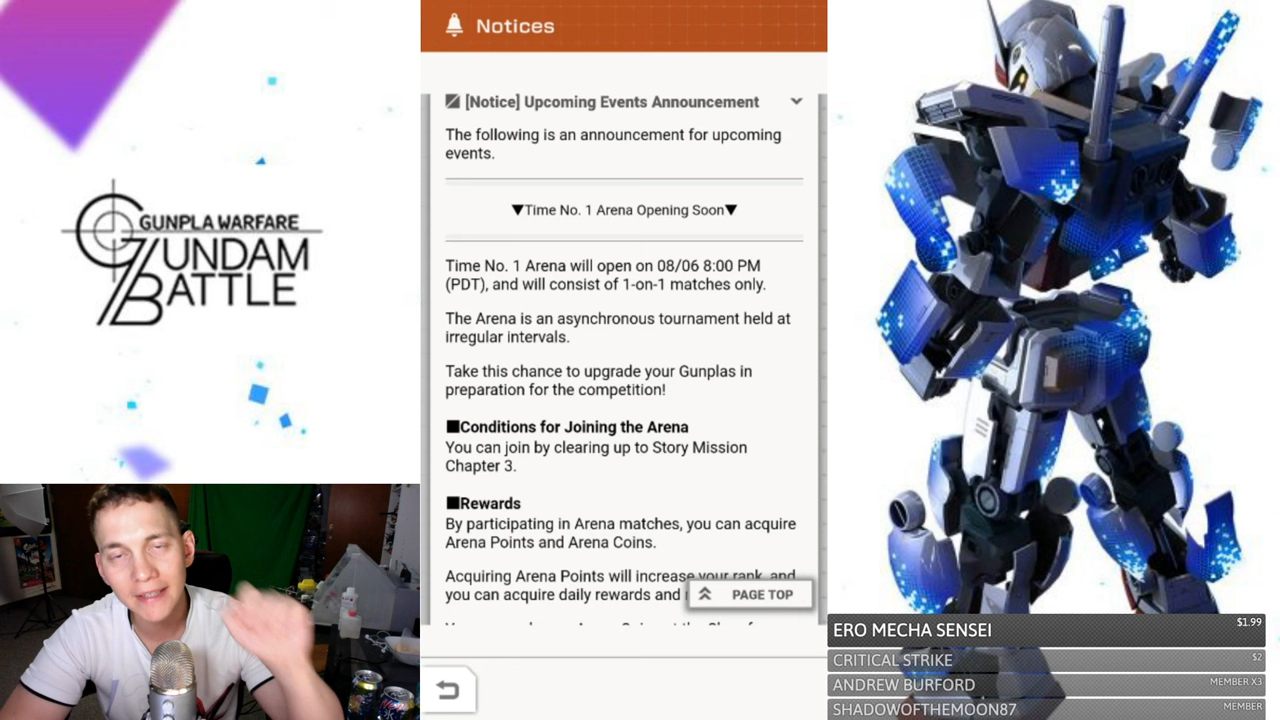 GUNPLA WARFARE
GUNDAM
BATTLE
Notices
[Notice] Upcoming Events Announcement
The following is an announcement for upcoming
events.
▼Time No. 1 Arena Opening Soon▼
Time No. 1 Arena will open on 08/06 8:00 PM
(PDT), and will consist of 1-on-1 matches only.
The Arena is an asynchronous tournament held at
irregular intervals.
Take this chance to upgrade your Gunplas in
preparation for the competition!
■Conditions for Joining the Arena
You can join by clearing up to Story Mission
Chapter 3.
■Rewards
By participating in Arena matches, you can acquire
Arena Points and Arena Coins.
Acquiring Arena Points will increase your rank, and
you can acquire daily rewards and
PAGE TOP
ERO MECHA SENSEI $1.99
CRITICAL STRIKE $2
ANDREW BURFORD MEMBER X3
SHADOWOFTHEMOON87 MEMBER